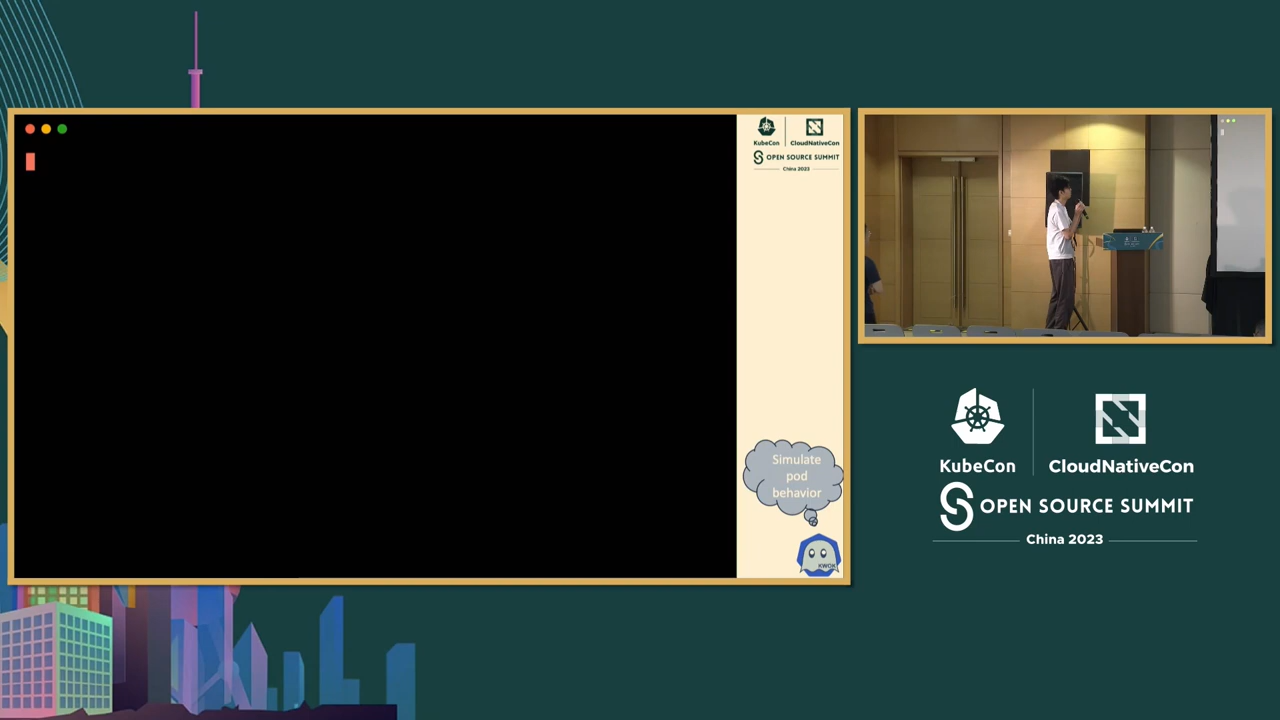 KubeCon
CloudNativeCon
OPEN SOURCE SUMMIT
China 2023
Simulate
pod
behavior
KWOK
KubeCon
CloudNativeCon
OPEN SOURCE SUMMIT
China 2023